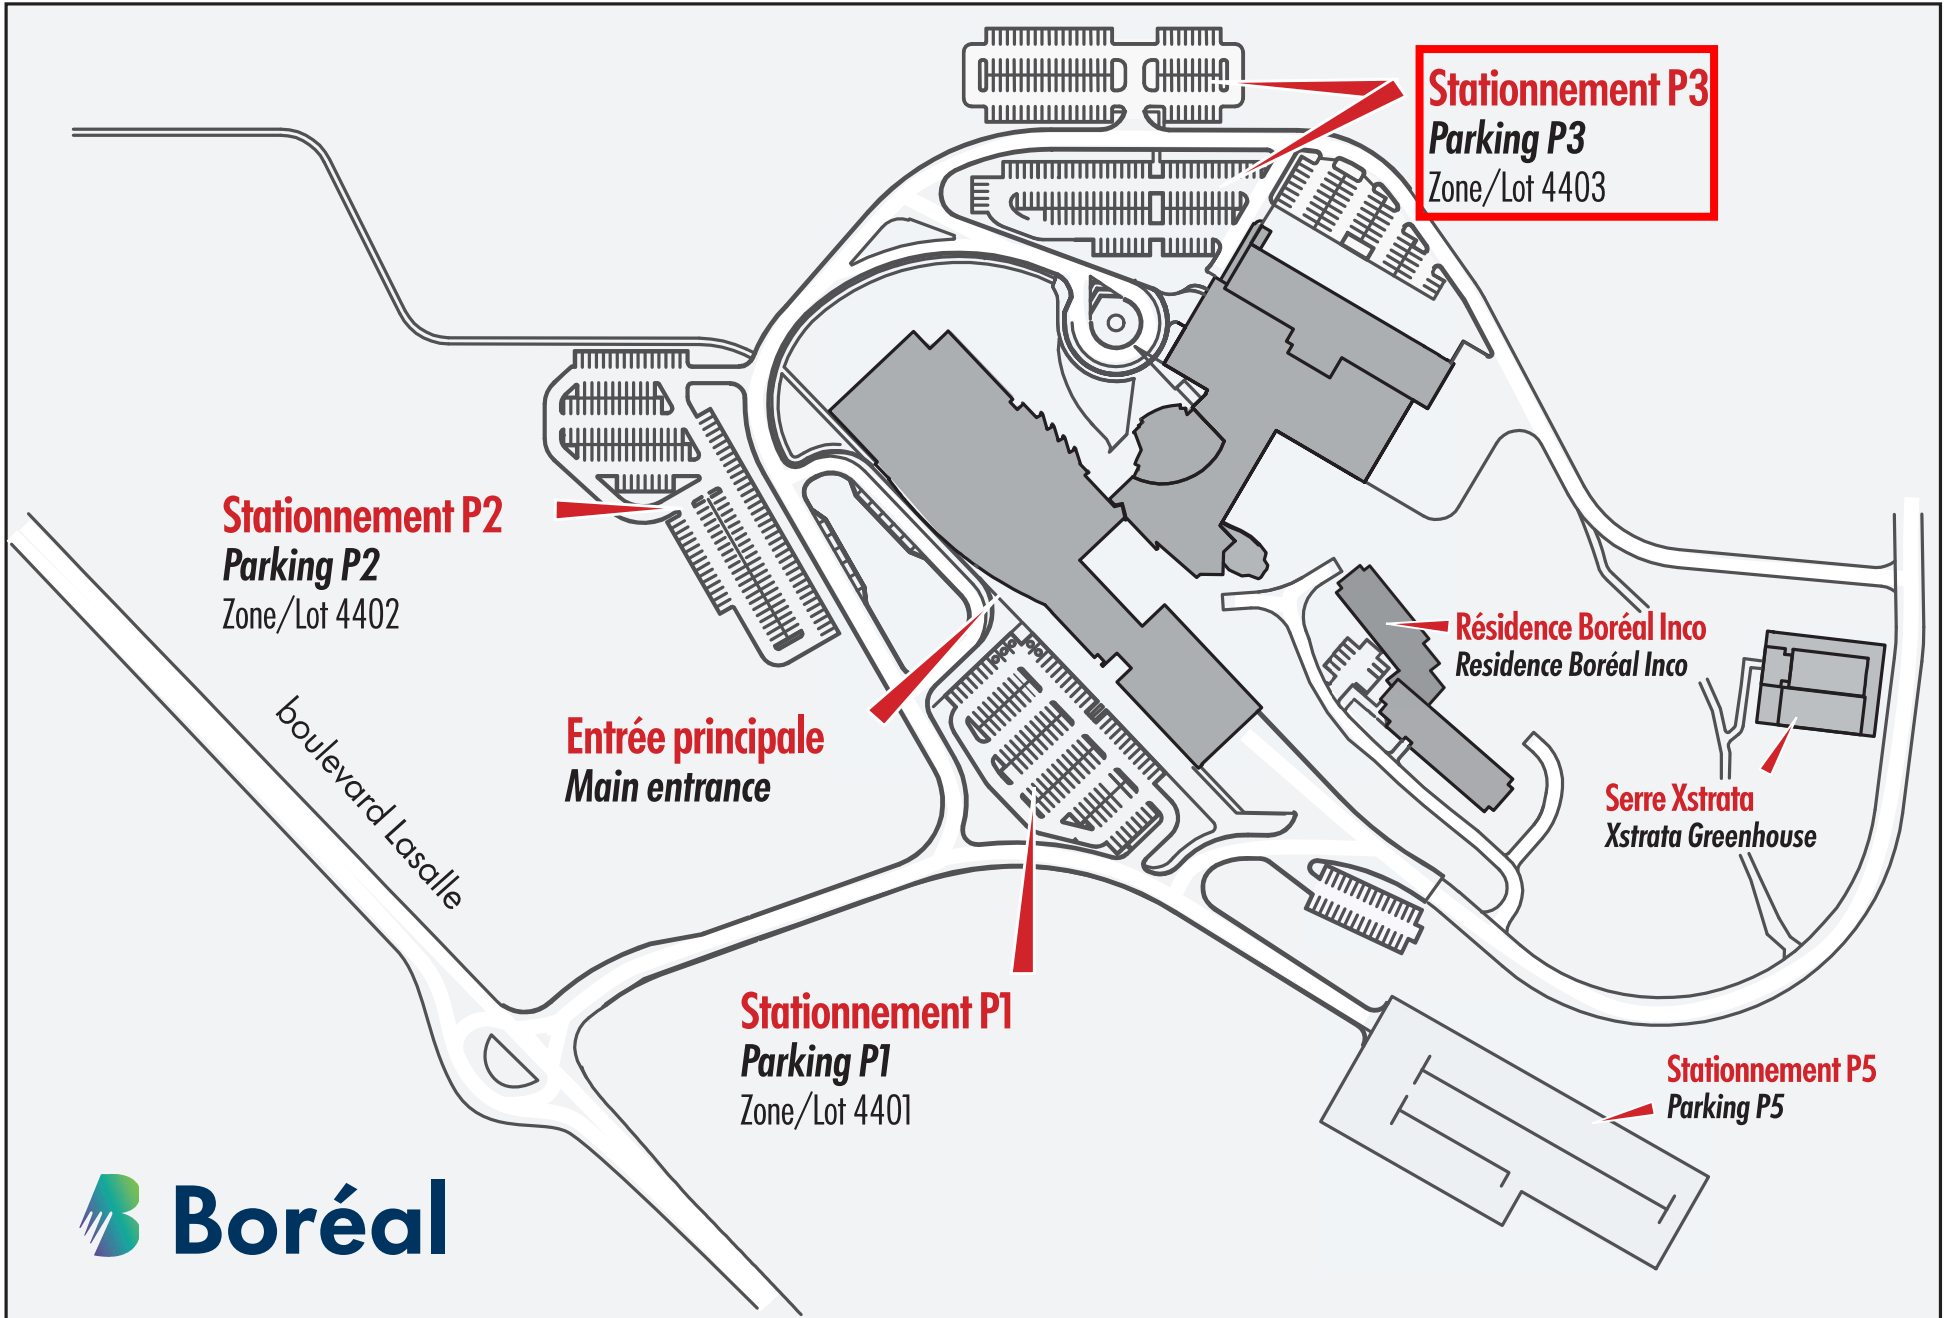 Stationnement P3
Parking P3
Zone/Lot 4403
Stationnement P2
Parking P2
Zone/Lot 4402
Résidence Boréal Inco
Residence Boréal Inco
Entrée principale
Main entrance
boulevard Lasalle
Serre Xstrata
Xstrata Greenhouse
Stationnement P1
Parking P1
Zone/Lot 4401
Stationnement P5
Parking P5
Boréal